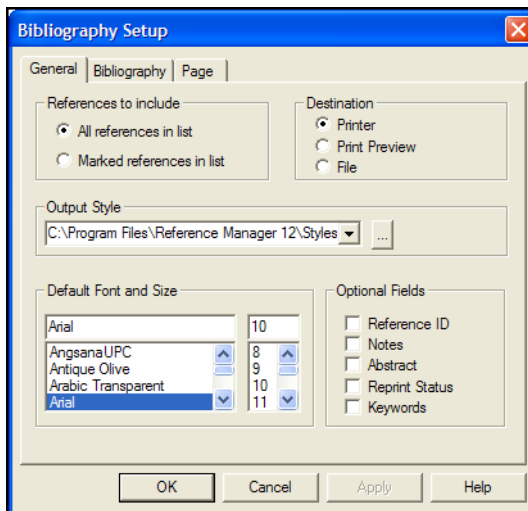 Bibliography Setup
General Bibliography Page
References to include
All references in list
Marked references in list
Destination
Printer
Print Preview
File
Output Style
C:\Program Files\Reference Manager 12\Styles
...
Default Font and Size
Arial 10
AngsanaUPC
Antique Olive
Arabic Transparent
Arial
8
9
10
11
Optional Fields
Reference ID
Notes
Abstract
Reprint Status
Keywords
OK Cancel Apply Help